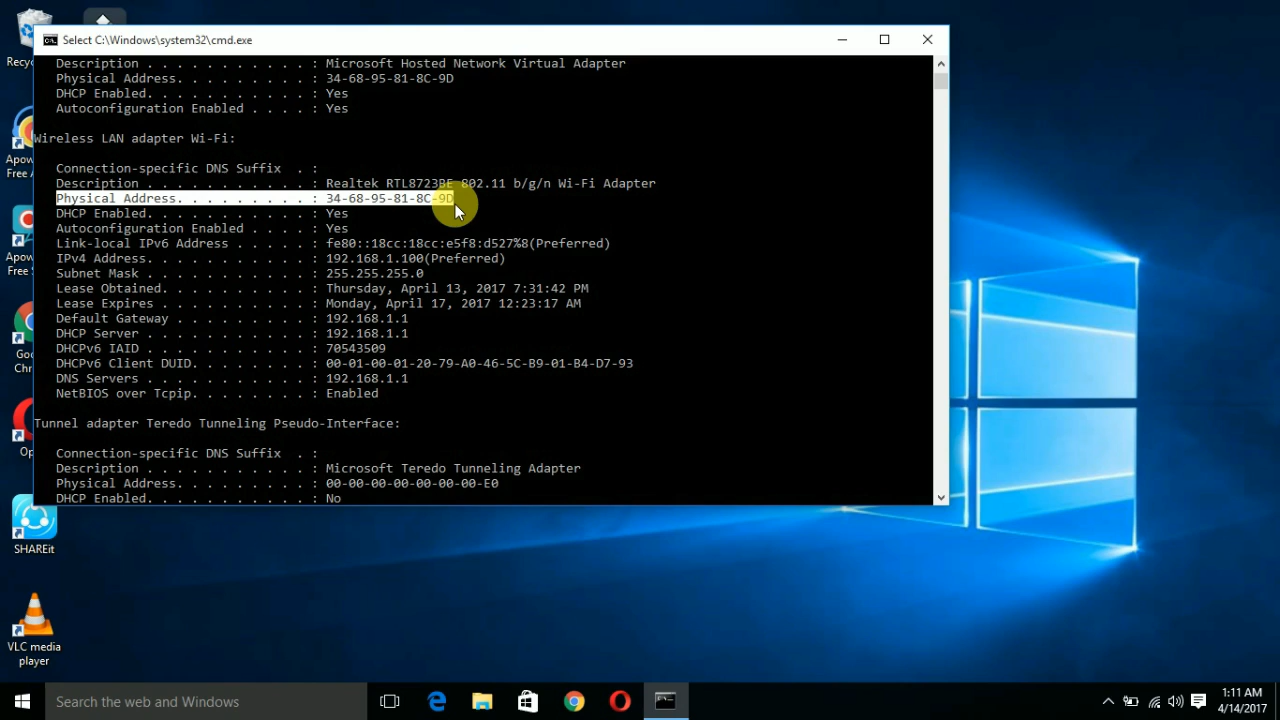 Select C:\Windows\system32\cmd.exe
Description . . . . . . . . . . . : Microsoft Hosted Network Virtual Adapter
Physical Address. . . . . . . . . : 34-68-95-81-8C-9D
DHCP Enabled. . . . . . . . . . . : Yes
Autoconfiguration Enabled . . . . : Yes
Wireless LAN adapter Wi-Fi:
Connection-specific DNS Suffix  . :
Description . . . . . . . . . . . : Realtek RTL8723BE 802.11 b/g/n Wi-Fi Adapter
Physical Address. . . . . . . . . : 34-68-95-81-8C-9D
DHCP Enabled. . . . . . . . . . . : Yes
Autoconfiguration Enabled . . . . : Yes
Link-local IPv6 Address . . . . . : fe80::18cc:18cc:e5f8:d527%8(Preferred)
IPv4 Address. . . . . . . . . . . : 192.168.1.100(Preferred)
Subnet Mask . . . . . . . . . . . : 255.255.255.0
Lease Obtained. . . . . . . . . . : Thursday, April 13, 2017 7:31:42 PM
Lease Expires . . . . . . . . . . : Monday, April 17, 2017 12:23:17 AM
Default Gateway . . . . . . . . . : 192.168.1.1
DHCP Server . . . . . . . . . . . : 192.168.1.1
DHCPv6 IAID . . . . . . . . . . . : 70543509
DHCPv6 Client DUID. . . . . . . . : 00-01-00-01-20-79-A0-46-5C-B9-01-B4-D7-93
DNS Servers . . . . . . . . . . . : 192.168.1.1
NetBIOS over Tcpip. . . . . . . . : Enabled
Tunnel adapter Teredo Tunneling Pseudo-Interface:
Connection-specific DNS Suffix  . :
Description . . . . . . . . . . . : Microsoft Teredo Tunneling Adapter
Physical Address. . . . . . . . . : 00-00-00-00-00-00-00-E0
DHCP Enabled. . . . . . . . . . . : No
Recyc
Apow
Free A
Apow
Free S
Goo
Chr
Op
SHAREit
VLC media
player
Search the web and Windows
1:11 AM
4/14/2017